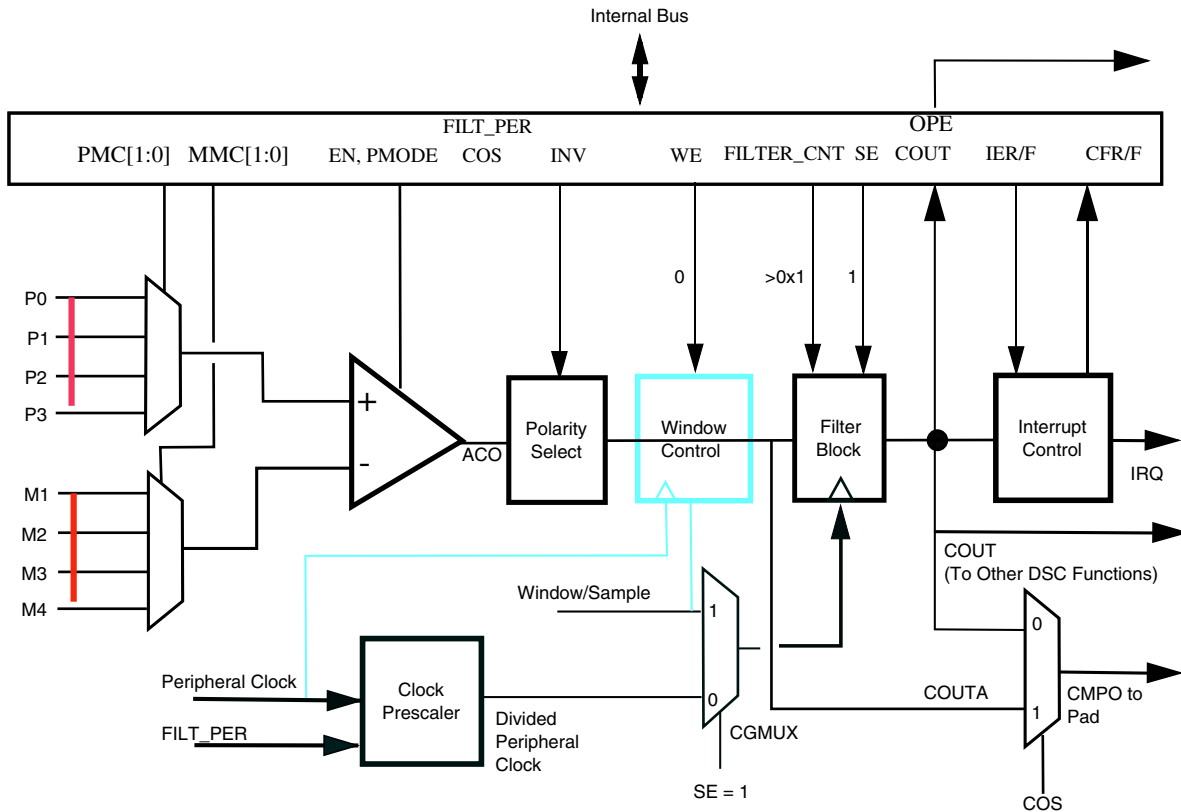 Internal Bus
FILT_PER
OPE
PMC[1:0] MMC[1:0] EN, PMODE COS INV WE FILTER_CNT SE COUT IER/F CFR/F
0
>0x1
1
P0
P1
P2
P3
+
-
ACO
Polarity
Select
Window
Control
Filter
Block
Interrupt
Control
IRQ
M1
M2
M3
M4
COUT
(To Other DSC Functions)
Window/Sample
1
0
Peripheral Clock
FILT_PER
Clock
Prescaler
Divided
Peripheral
Clock
CGMUX
SE = 1
COUTA
0
1
CMPO to
Pad
COS